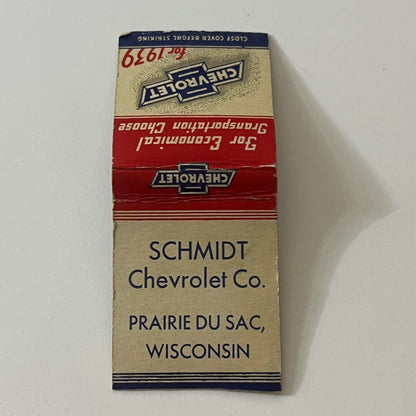 CLOSE COVER BEFORE STRIKING
for 1939
CHEVROLET
For Economical
Transportation Choose
CHEVROLET
SCHMIDT
Chevrolet Co.
PRAIRIE DU SAC,
WISCONSIN